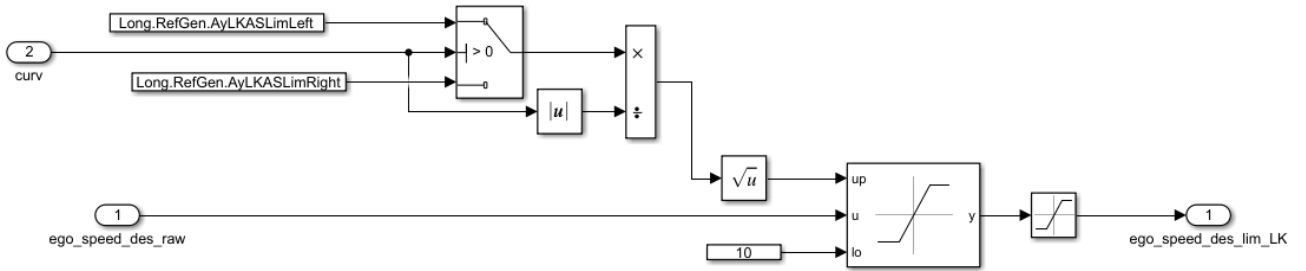 Long.RefGen.AyLKASLimLeft
2
> 0
curv
Long.RefGen.AyLKASLimRight
×
|u|
÷
√u
up
1
u
y
1
ego_speed_des_raw
ego_speed_des_lim_LK
10
lo